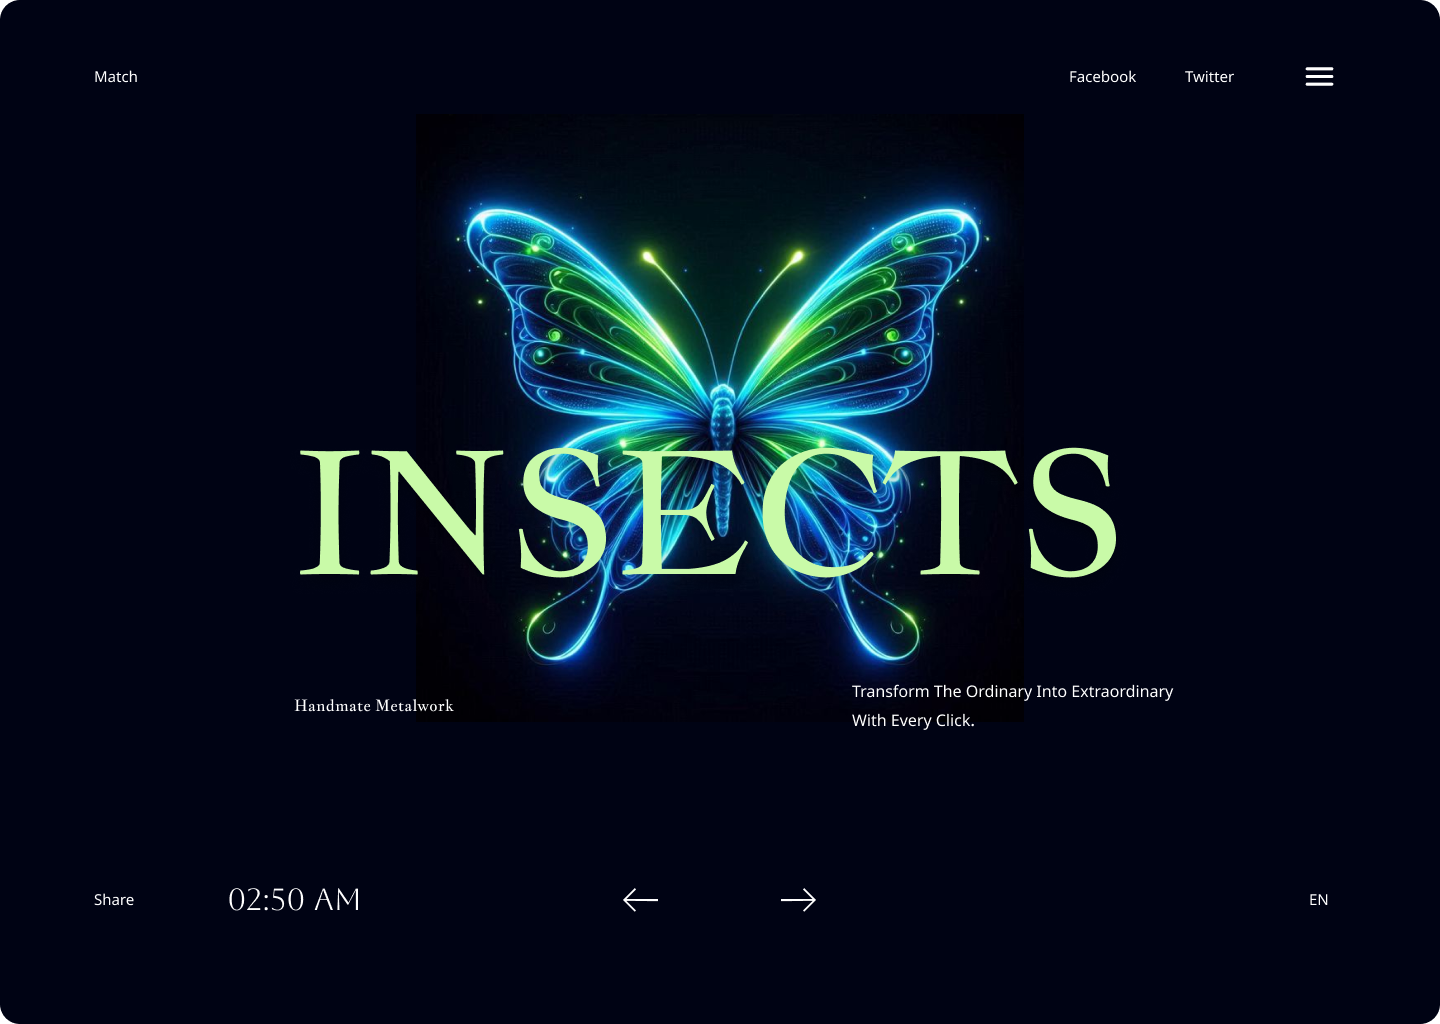 Match
Facebook
Twitter
INSECTS
Handmate Metalwork
Transform The Ordinary Into Extraordinary
With Every Click.
Share
02:50 AM
EN